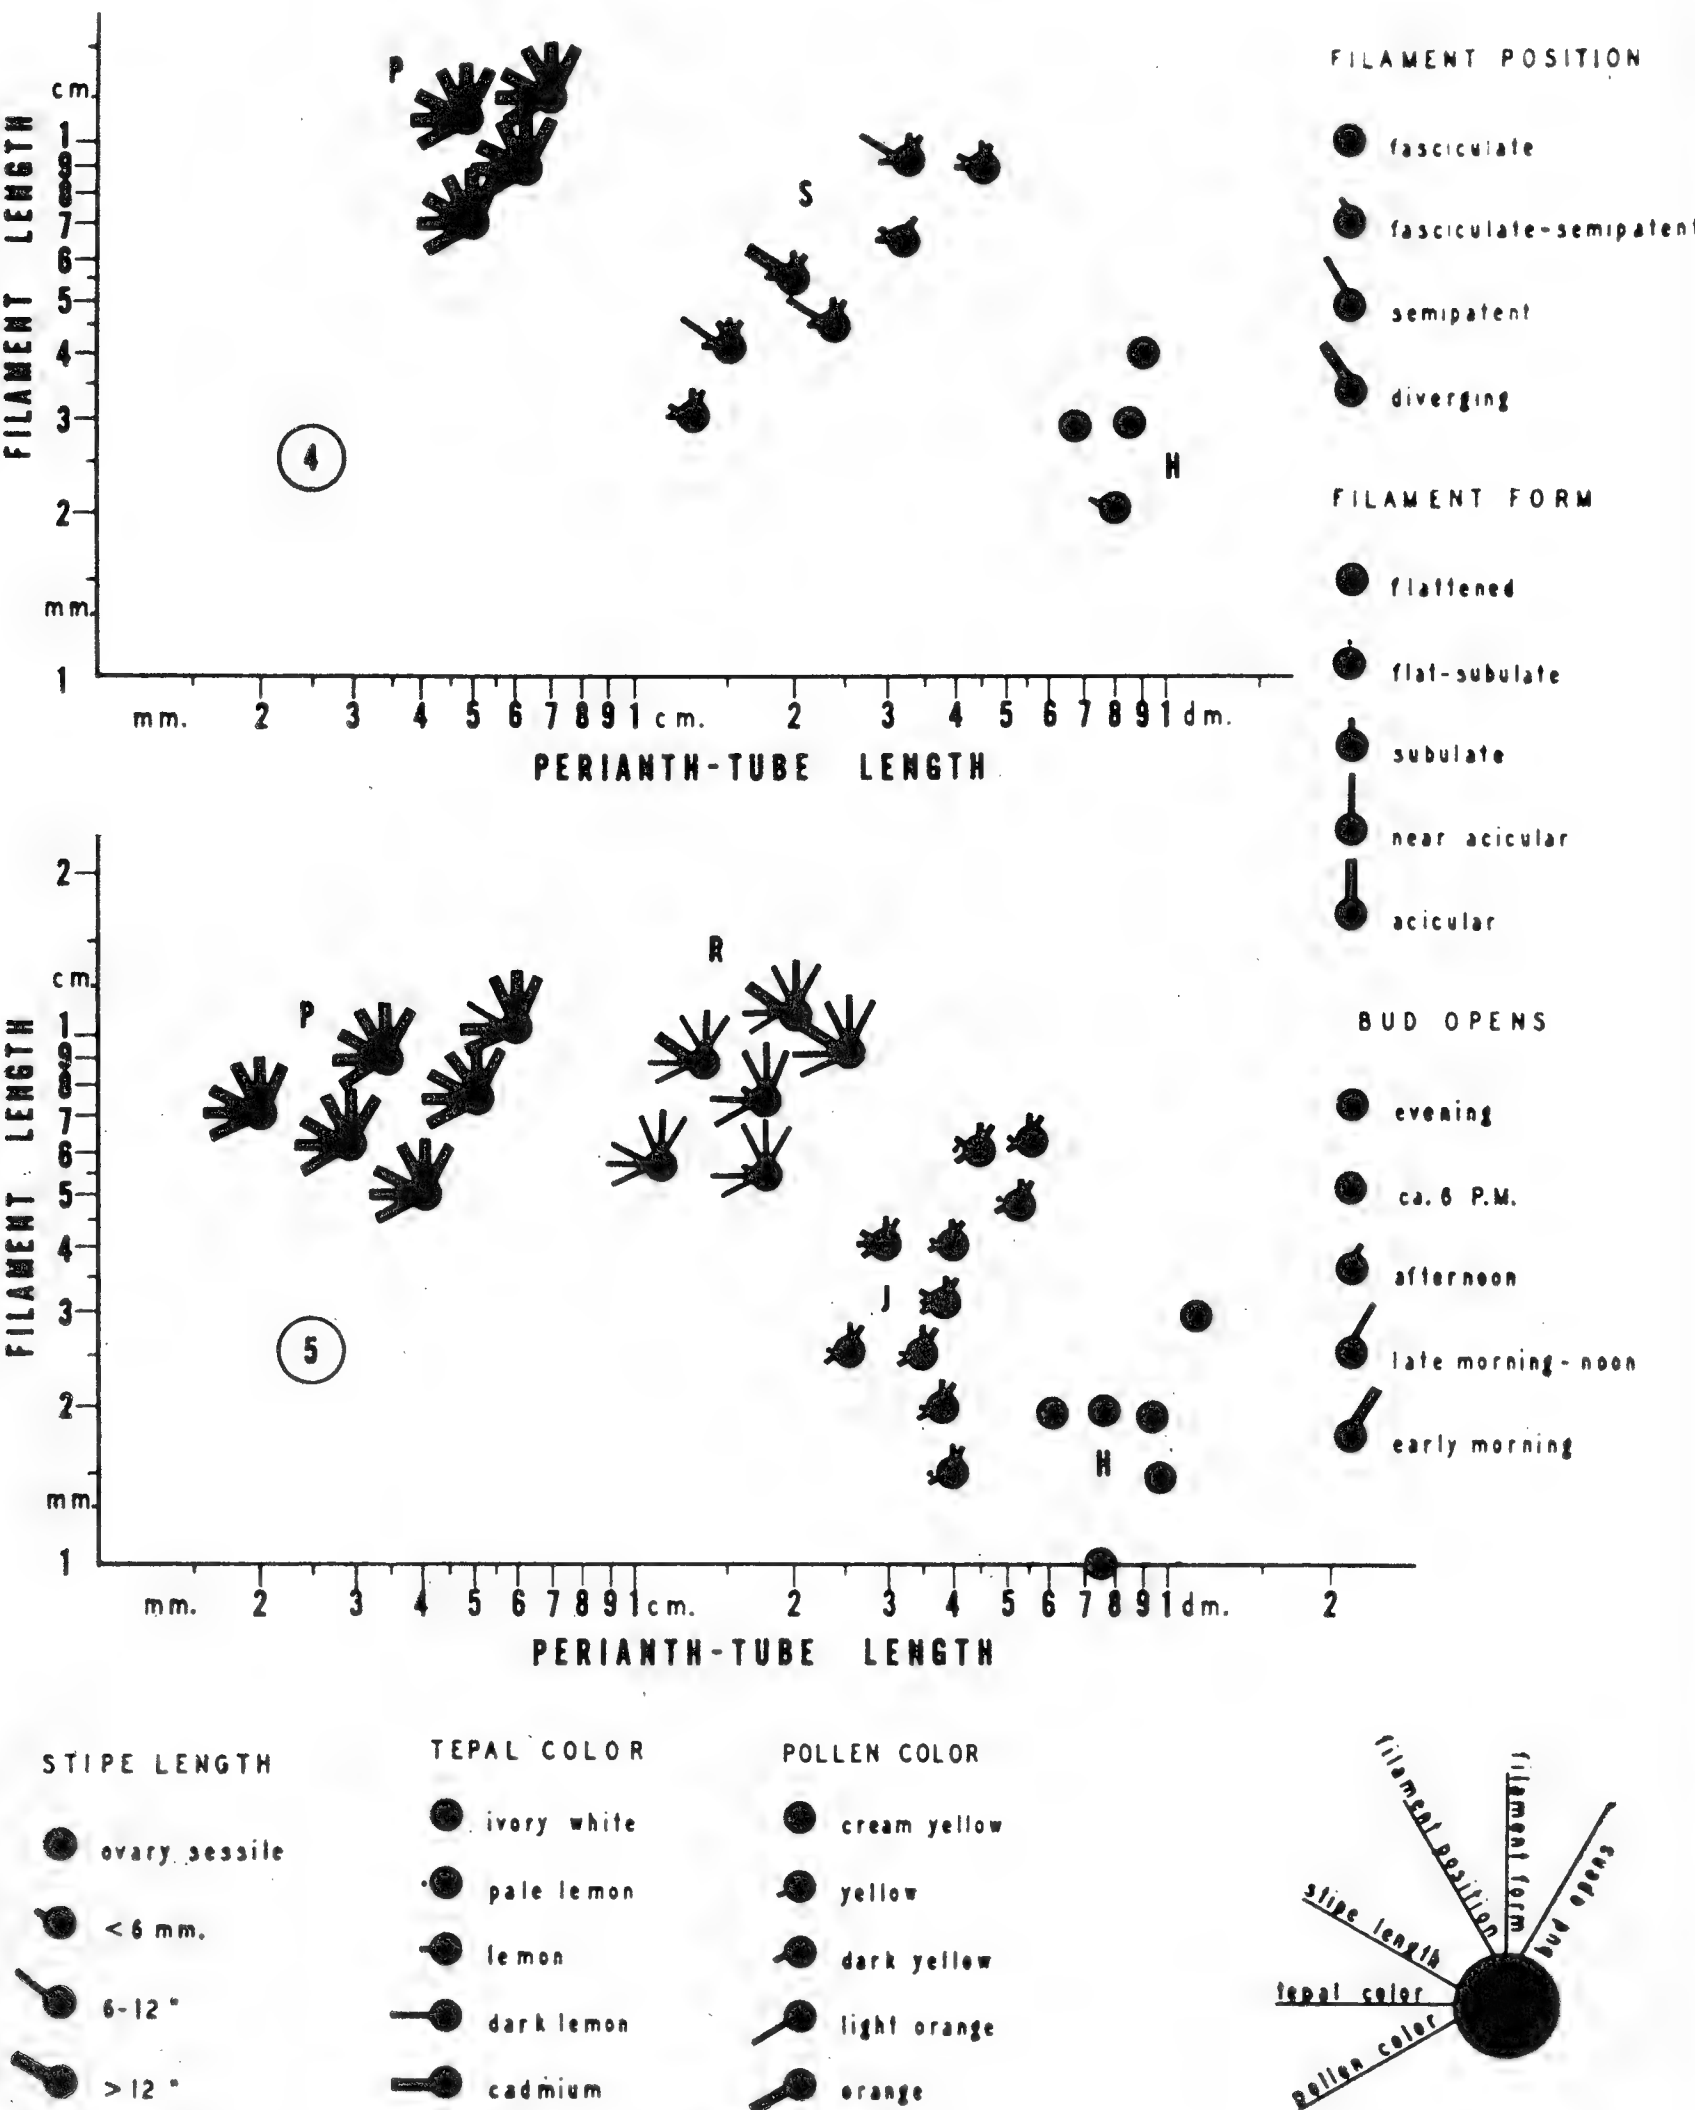 FILAMENT LENGTH
cm.
1
9
8
7
6
5
4
3
2
mm.
1
P
S
H
4
mm. 2 3 4 5 6 7 8 9 1 cm. 2 3 4 5 6 7 8 9 1 dm.
PERIANTH-TUBE LENGTH
FILAMENT POSITION
fasciculate
fasciculate-semipatent
semipatent
diverging
FILAMENT FORM
flattened
flat-subulate
subulate
near acicular
acicular
BUD OPENS
evening
ca. 6 P.M.
afternoon
late morning-noon
early morning
FILAMENT LENGTH
2
cm.
1
9
8
7
6
5
4
3
2
mm.
1
P
R
J
H
5
mm. 2 3 4 5 6 7 8 9 1 cm. 2 3 4 5 6 7 8 9 1 dm. 2
PERIANTH-TUBE LENGTH
STIPE LENGTH
ovary sessile
<6 mm.
6-12 "
>12 "
TEPAL COLOR
ivory white
pale lemon
lemon
dark lemon
cadmium
POLLEN COLOR
cream yellow
yellow
dark yellow
light orange
orange
filament position
filament form
bud opens
stipe length
tepal color
pollen color